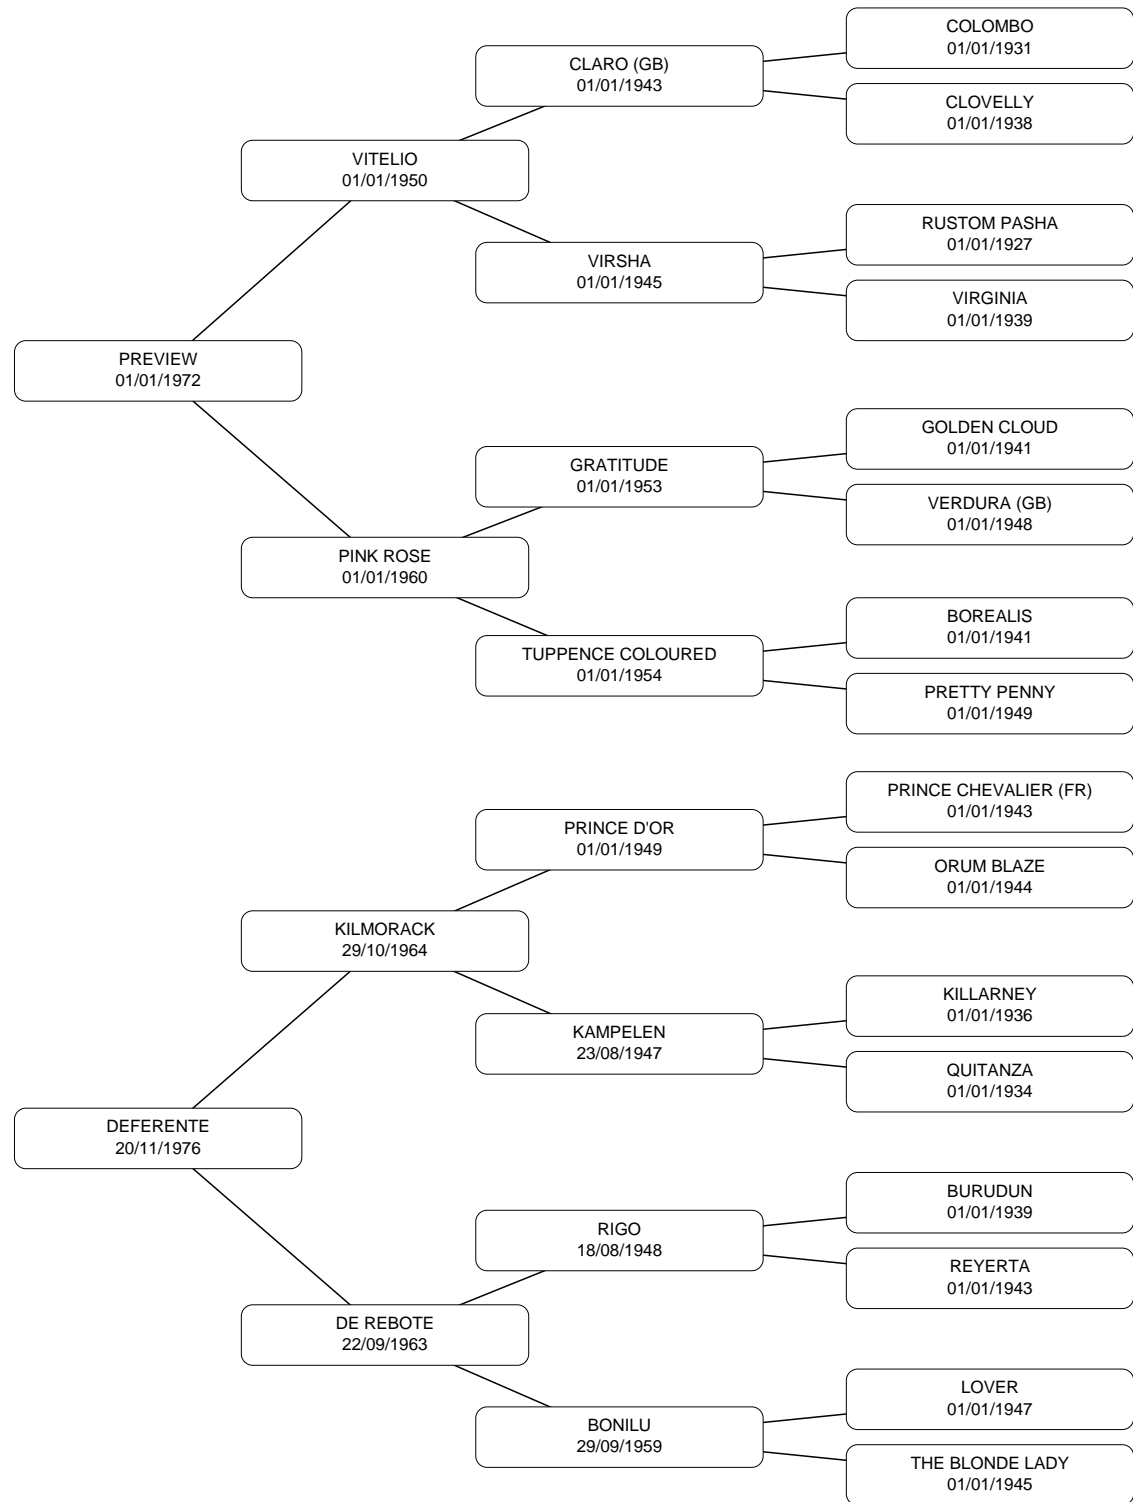 COLOMBO
01/01/1931
CLARO (GB)
01/01/1943
CLOVELLY
01/01/1938
VITELIO
01/01/1950
RUSTOM PASHA
01/01/1927
VIRSHA
01/01/1945
VIRGINIA
01/01/1939
PREVIEW
01/01/1972
GOLDEN CLOUD
01/01/1941
GRATITUDE
01/01/1953
VERDURA (GB)
01/01/1948
PINK ROSE
01/01/1960
BOREALIS
01/01/1941
TUPPENCE COLOURED
01/01/1954
PRETTY PENNY
01/01/1949
PRINCE CHEVALIER (FR)
01/01/1943
PRINCE D'OR
01/01/1949
ORUM BLAZE
01/01/1944
KILMORACK
29/10/1964
KILLARNEY
01/01/1936
KAMPELEN
23/08/1947
QUITANZA
01/01/1934
DEFERENTE
20/11/1976
BURUDUN
01/01/1939
RIGO
18/08/1948
REYERTA
01/01/1943
DE REBOTE
22/09/1963
LOVER
01/01/1947
BONILU
29/09/1959
THE BLONDE LADY
01/01/1945